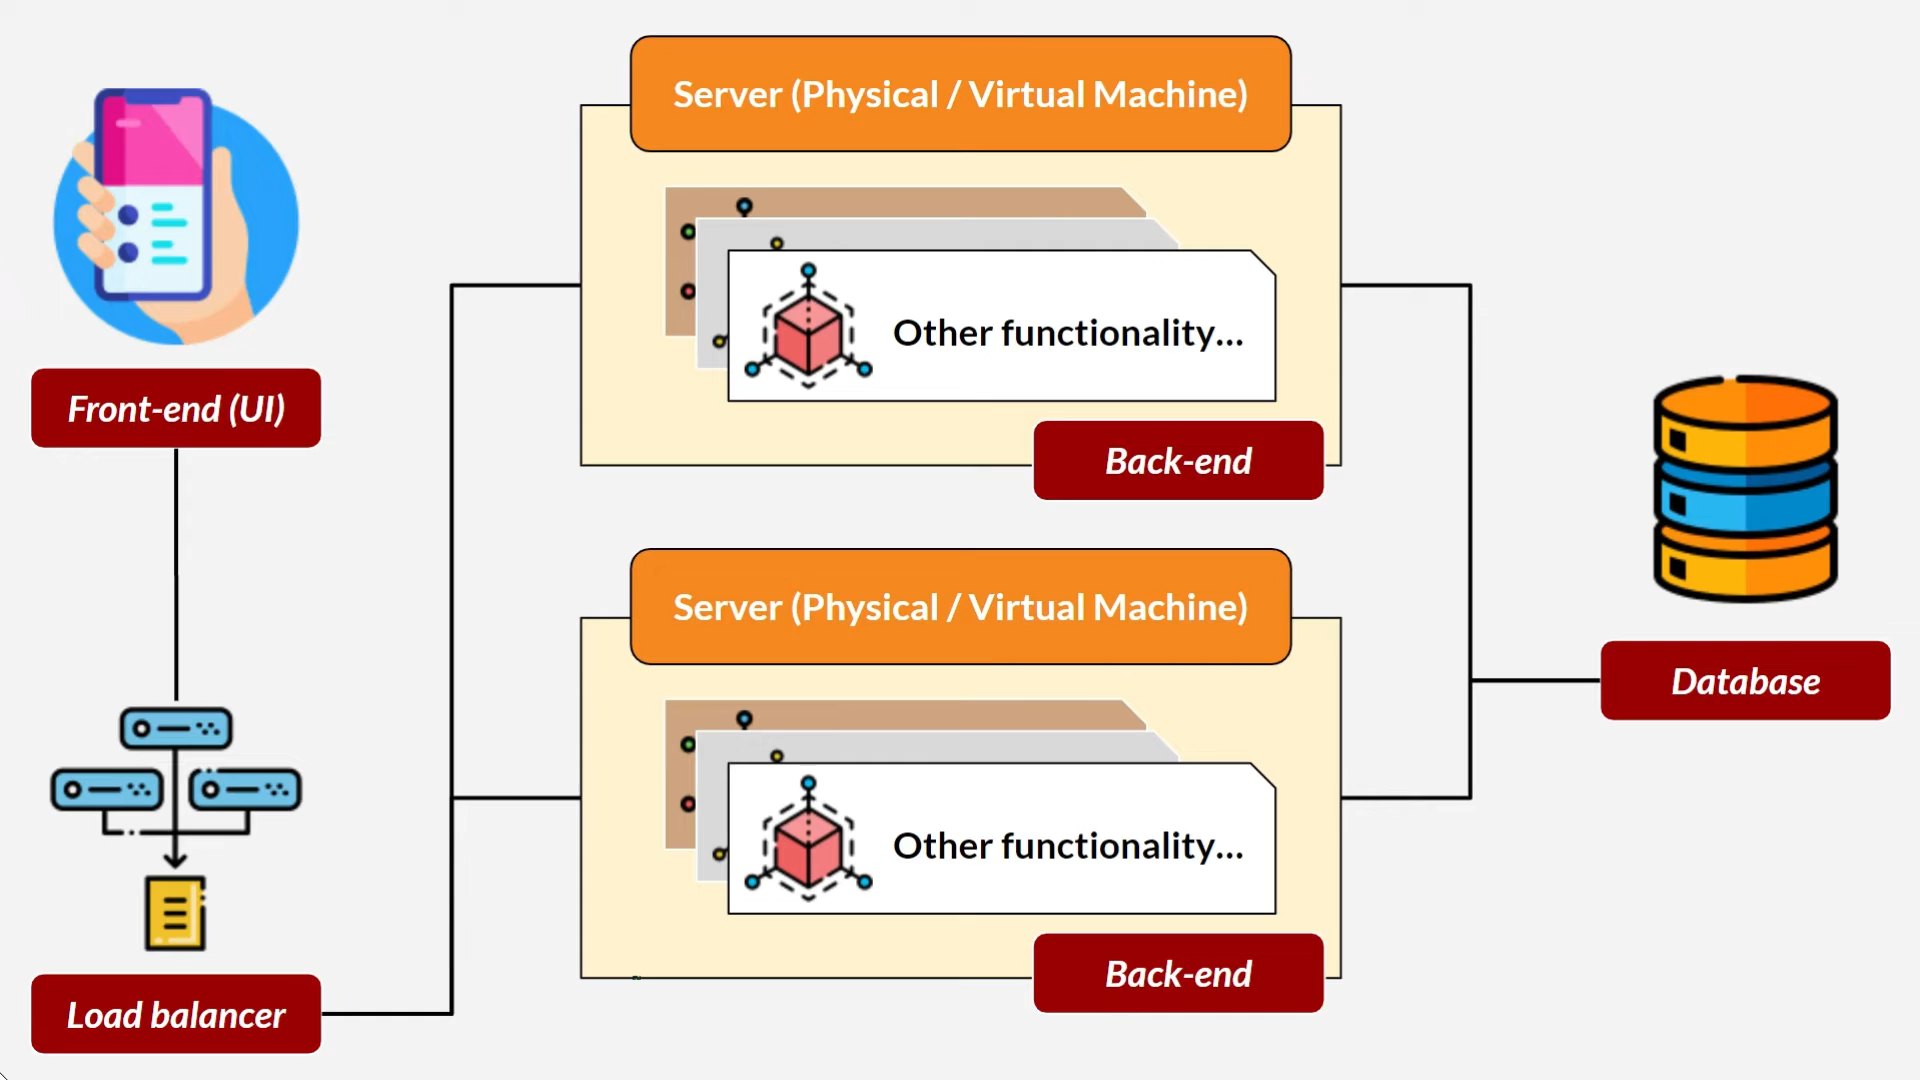 Server (Physical / Virtual Machine)
Other functionality...
Front-end (UI)
Back-end
Server (Physical / Virtual Machine)
Database
Other functionality...
Back-end
Load balancer